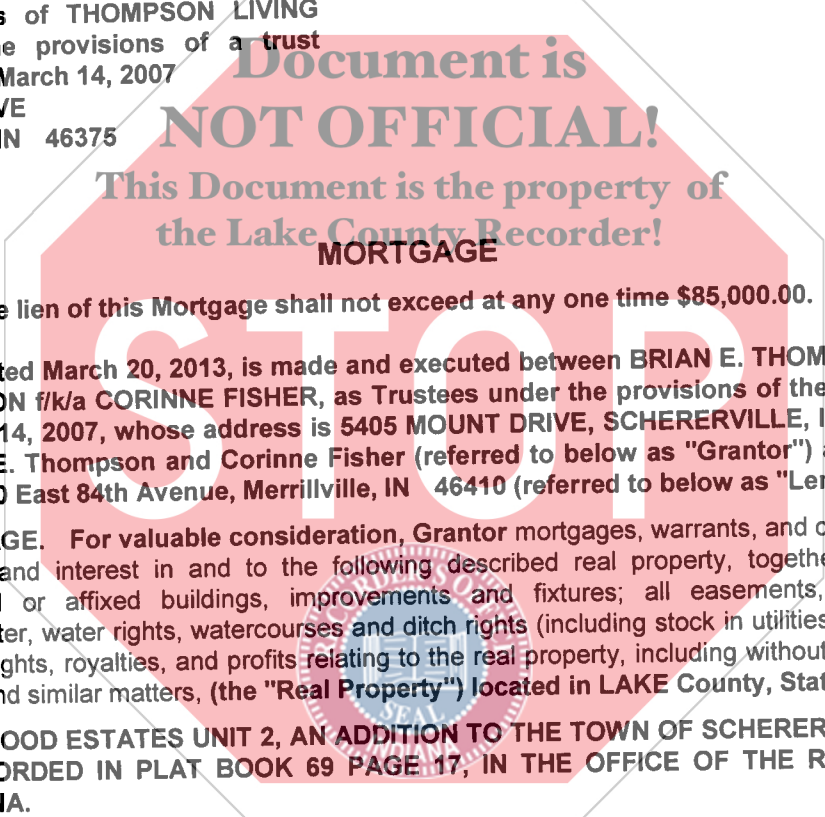 s of THOMPSON LIVING
e provisions of a trust
March 14, 2007
VE
IN 46375
Document is
NOT OFFICIAL!
This Document is the property of
the Lake County Recorder!
MORTGAGE
e lien of this Mortgage shall not exceed at any one time $85,000.00.
ted March 20, 2013, is made and executed between BRIAN E. THOM
ON f/k/a CORINNE FISHER, as Trustees under the provisions of the
14, 2007, whose address is 5405 MOUNT DRIVE, SCHERERVILLE, I
E. Thompson and Corinne Fisher (referred to below as "Grantor") a
0 East 84th Avenue, Merrillville, IN 46410 (referred to below as "Len
GE. For valuable consideration, Grantor mortgages, warrants, and c
and interest in and to the following described real property, togethe
or affixed buildings, improvements and fixtures; all easements,
ter, water rights, watercourses and ditch rights (including stock in utilities
ghts, royalties, and profits relating to the real property, including without
nd similar matters, (the "Real Property") located in LAKE County, Stat
OOD ESTATES UNIT 2, AN ADDITION TO THE TOWN OF SCHERER
ORDED IN PLAT BOOK 69 PAGE 17, IN THE OFFICE OF THE R
NA.
STOP
RECORDER'S OFFICE
SEAL
INDIANA